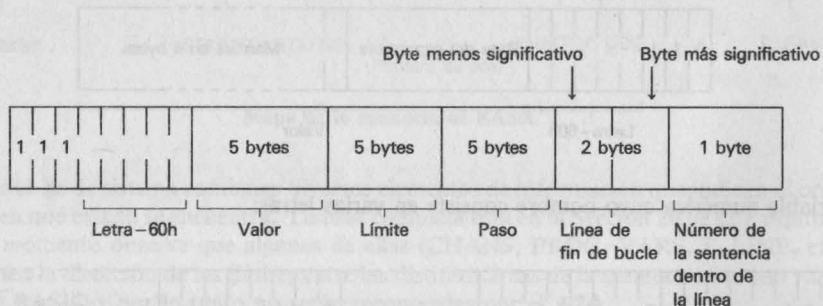 Byte menos significativo Byte más significativo
1 1 1 5 bytes 5 bytes 5 bytes 2 bytes 1 byte
Letra–60h Valor Límite Paso Línea de fin de bucle Número de la sentencia dentro de la línea